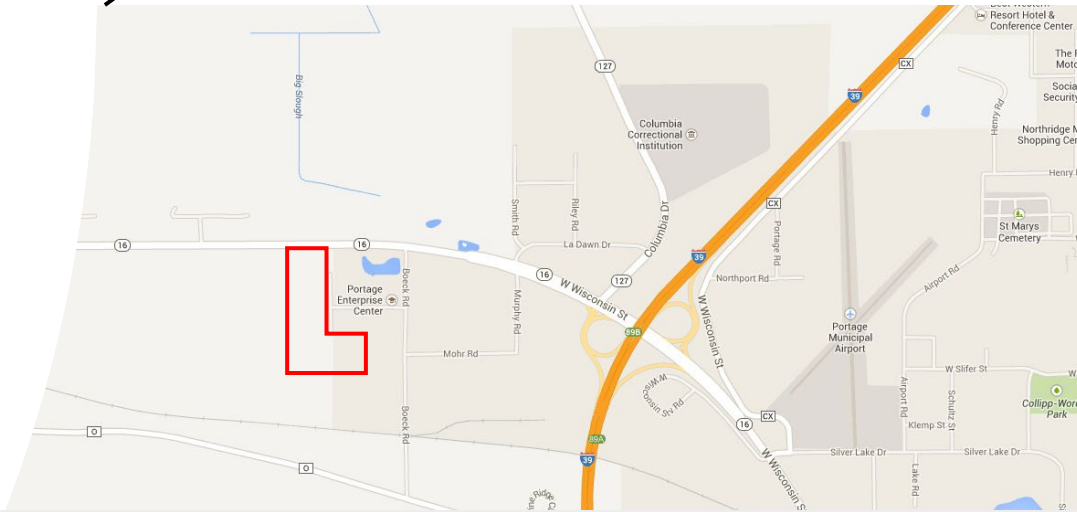 Best Western
Resort Hotel &
Conference Center
CX
127
39
Big Slough
Columbia
Correctional
Institution
Henry Rd
Social
Security
Northridge M
Shopping Cen
Henry
St Marys
Cemetery
Smith Rd
Riley Rd
Columbia Dr
CX
Portage Rd
16
16
La Dawn Dr
39
Airport Rd
Boeck Rd
16
W Wisconsin St
127
Northport Rd
Portage
Enterprise
Center
Murphy Rd
89B
W Wisconsin St
Portage
Municipal
Airport
Mohr Rd
W Slifer St
W Wisconsin St Rd
Airport Rd
Schultz St
Collipp-Wor
Park
Boeck Rd
CX
16
Klemp St
O
89A
39
Silver Lake Dr
Silver Lake Dr
O
W Wisconsin S
Lake Rd